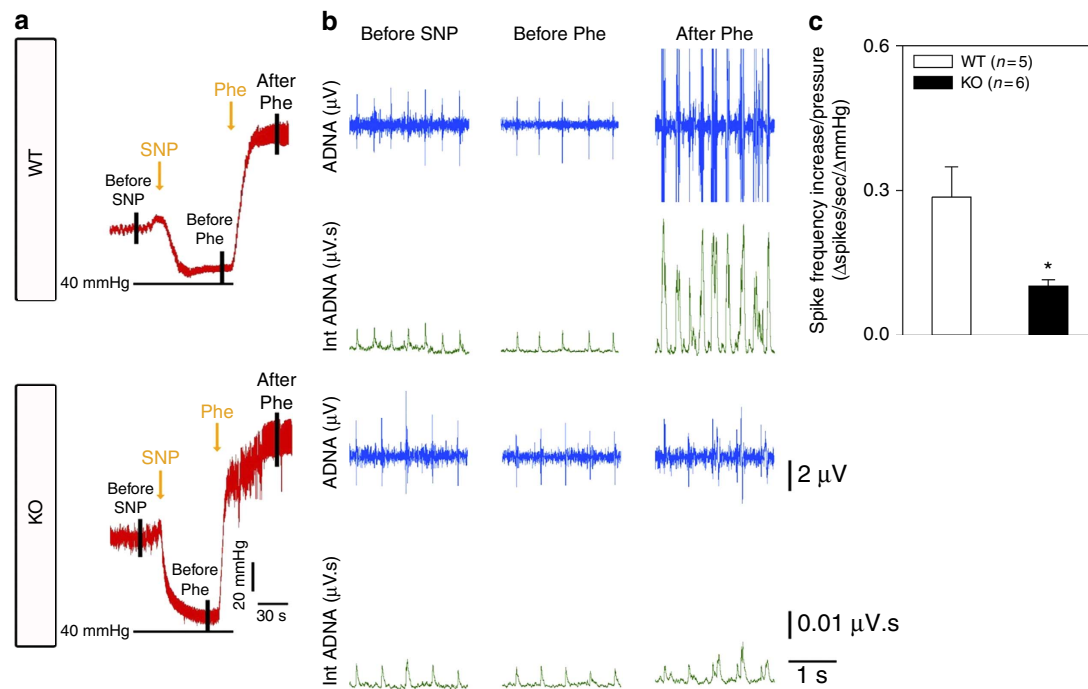 a
WT
SNP
Phe
After
Phe
Before
SNP
Before
Phe
40 mmHg
KO
SNP
Phe
After
Phe
Before
SNP
Before
Phe
40 mmHg
20 mmHg
30 s
b
Before SNP
Before Phe
After Phe
ADNA (µV)
Int ADNA (µV.s)
ADNA (µV)
2 µV
Int ADNA (µV.s)
0.01 µV.s
1 s
c
Spike frequency increase/pressure
(Δspikes/sec/ΔmmHg)
0.6
0.3
0.0
WT (n=5)
KO (n=6)
*